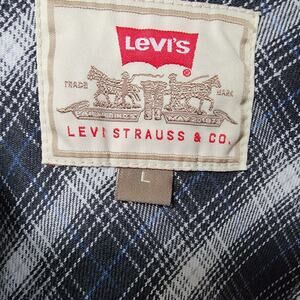 LEVI'S
®
TRADE MARK
LEVI STRAUSS & CO.
L